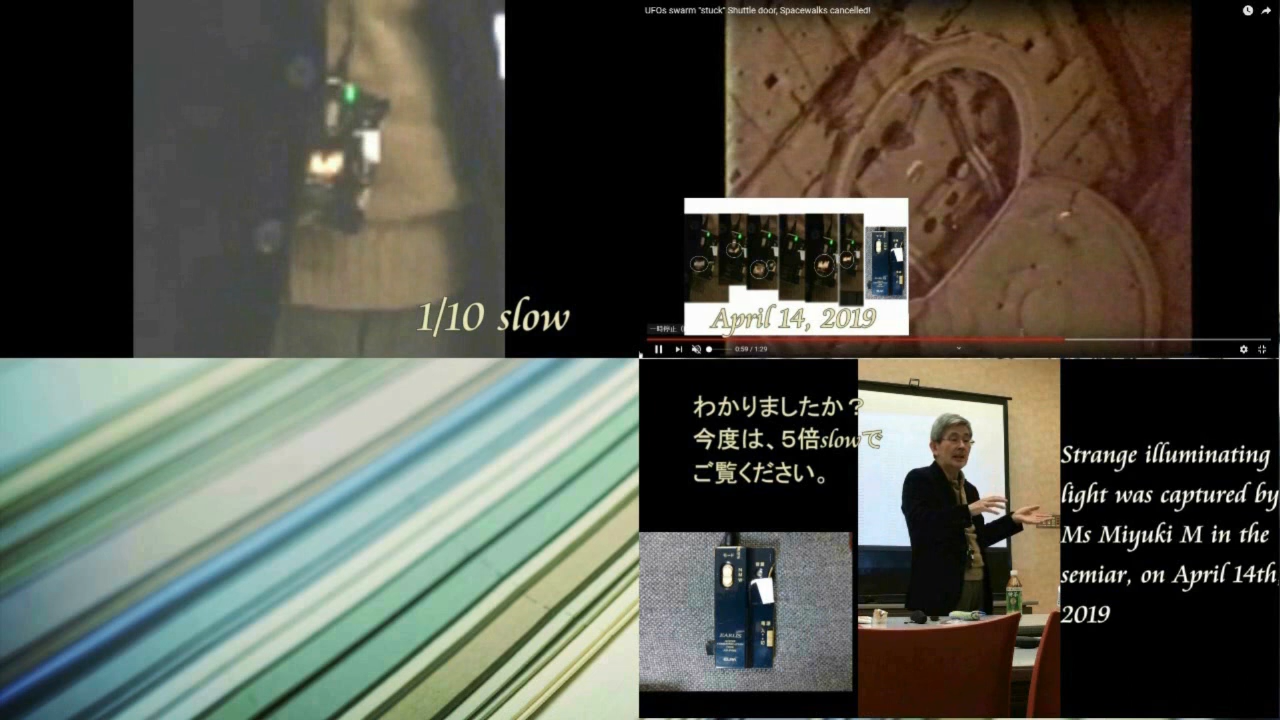 1/10 slow
UFOs swarm "stuck" Shuttle door, Spacewalks cancelled!
April 14, 2019
0:59 / 1:29
わかりましたか？
今度は、５倍slowで
ご覧ください。
Strange illuminating
light was captured by
Ms Miyuki M in the
semiar, on April 14th,
2019